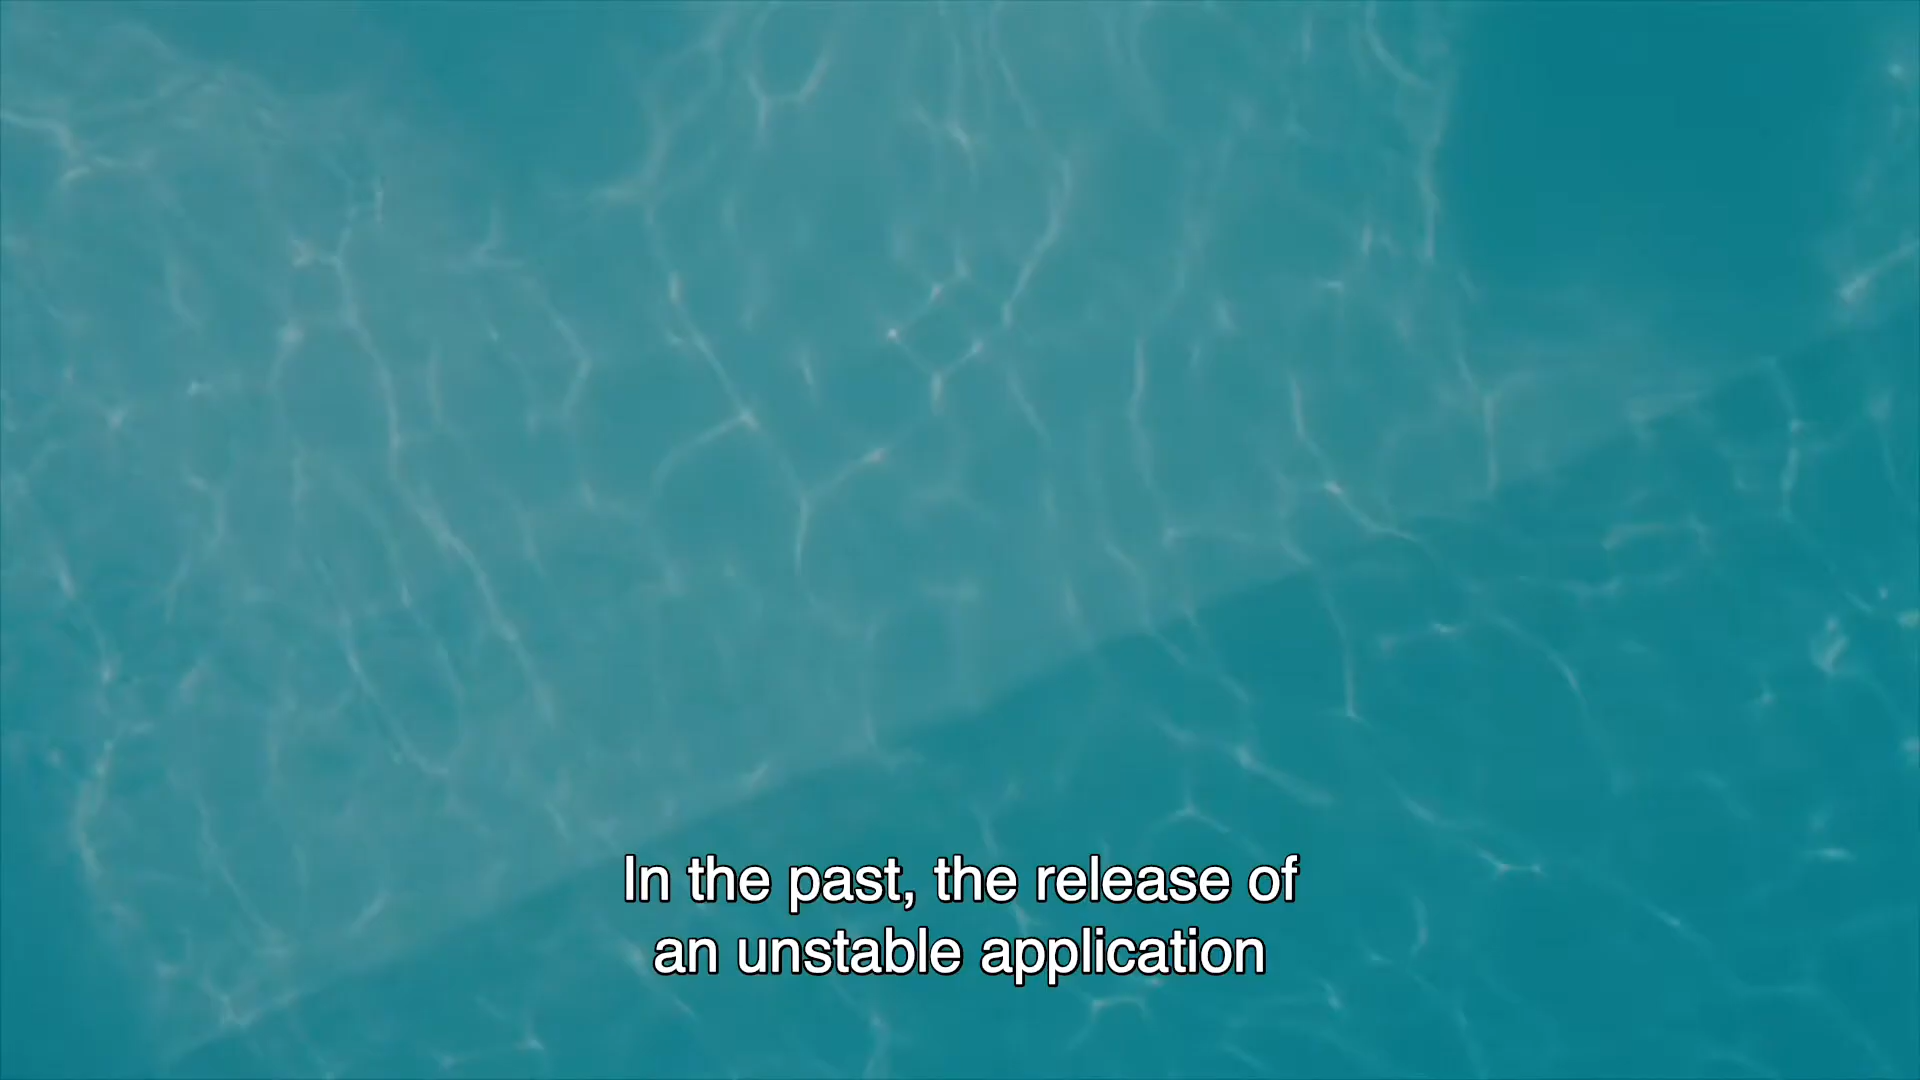 In the past, the release of
an unstable application